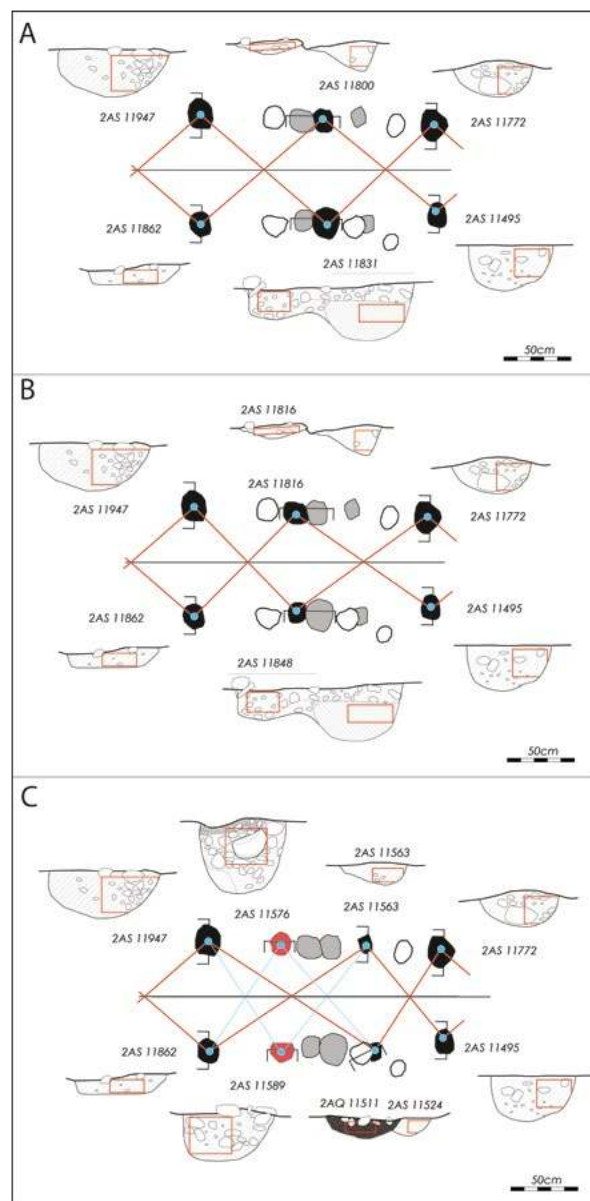 A
2AS 11800
2AS 11947
2AS 11772
2AS 11862
2AS 11495
2AS 11831
50cm
B
2AS 11816
2AS 11947
2AS 11816
2AS 11772
2AS 11862
2AS 11495
2AS 11848
50cm
C
2AS 11563
2AS 11576
2AS 11563
2AS 11947
2AS 11772
2AS 11862
2AS 11495
2AS 11589
2AQ 11511
2AS 11524
50cm